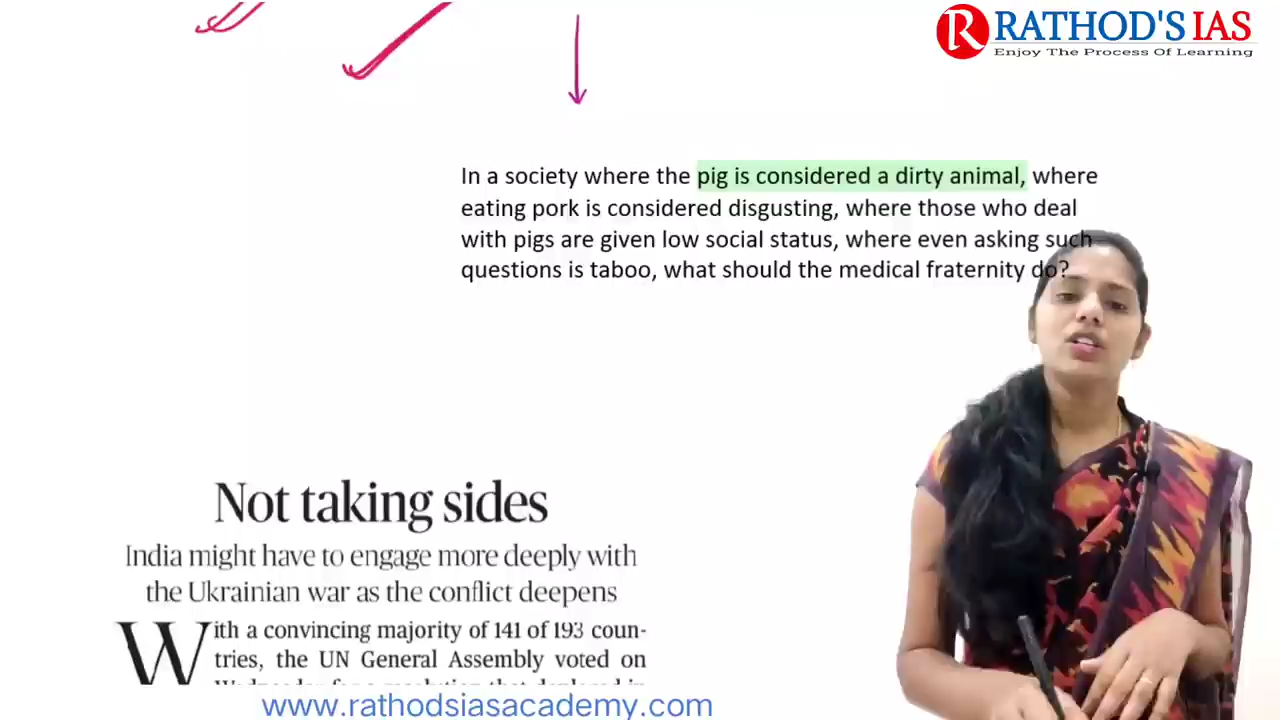 RATHOD'S IAS
Enjoy The Process Of Learning
In a society where the pig is considered a dirty animal, where
eating pork is considered disgusting, where those who deal
with pigs are given low social status, where even asking such
questions is taboo, what should the medical fraternity do?
Not taking sides
India might have to engage more deeply with
the Ukrainian war as the conflict deepens
With a convincing majority of 141 of 193 coun-
tries, the UN General Assembly voted on
www.rathodsiasacademy.com